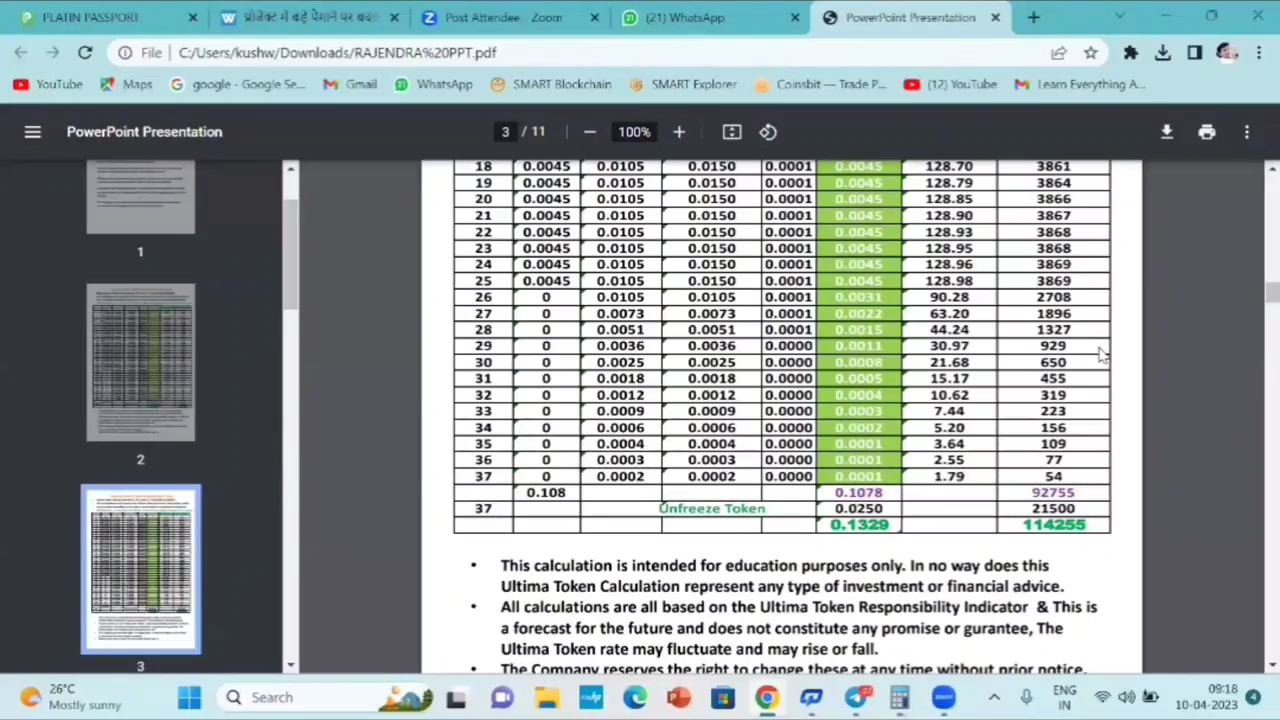 PLATIN PASSPORT
प्रोजेक्ट में बड़े पैमाने पर बदल
Post Attendee Zoom
(21) WhatsApp
PowerPoint Presentation
File C:/Users/kushw/Downloads/RAJENDRA%20PPT.pdf
YouTube Maps google - Google Se... Gmail WhatsApp SMART Blockchain SMART Explorer Coinsbit — Trade P... (12) YouTube Learn Everything A...
PowerPoint Presentation 3 / 11 100%
1
2
3
18 0.0045 0.0105 0.0150 0.0001 0.0045 128.70 3861
19 0.0045 0.0105 0.0150 0.0001 0.0045 128.79 3864
20 0.0045 0.0105 0.0150 0.0001 0.0045 128.85 3866
21 0.0045 0.0105 0.0150 0.0001 0.0045 128.90 3867
22 0.0045 0.0105 0.0150 0.0001 0.0045 128.93 3868
23 0.0045 0.0105 0.0150 0.0001 0.0045 128.95 3868
24 0.0045 0.0105 0.0150 0.0001 0.0045 128.96 3869
25 0.0045 0.0105 0.0150 0.0001 0.0045 128.98 3869
26 0 0.0105 0.0105 0.0001 0.0031 90.28 2708
27 0 0.0073 0.0073 0.0001 0.0022 63.20 1896
28 0 0.0051 0.0051 0.0001 0.0015 44.24 1327
29 0 0.0036 0.0036 0.0000 0.0011 30.97 929
30 0 0.0025 0.0025 0.0000 0.0008 21.68 650
31 0 0.0018 0.0018 0.0000 0.0005 15.17 455
32 0 0.0012 0.0012 0.0000 0.0004 10.62 319
33 0 0.0009 0.0009 0.0000 0.0003 7.44 223
34 0 0.0006 0.0006 0.0000 0.0002 5.20 156
35 0 0.0004 0.0004 0.0000 0.0001 3.64 109
36 0 0.0003 0.0003 0.0000 0.0001 2.55 77
37 0 0.0002 0.0002 0.0000 0.0001 1.79 54
0.108 0.1078 92755
37 Unfreeze Token 0.0250 21500
0.1329 114255
• This calculation is intended for education purposes only. In no way does this
Ultima Token Calculation represent any type of investment or financial advice.
• All calculations are all based on the Ultima Token Responsibility Indicator & This is
a forecast for the future and does not constitute any promise or gurantee, The
Ultima Token rate may fluctuate and may rise or fall.
• The Company reserves the right to change these at any time without prior notice.
26°C
Mostly sunny
Search
ENG
IN
09:18
10-04-2023
4